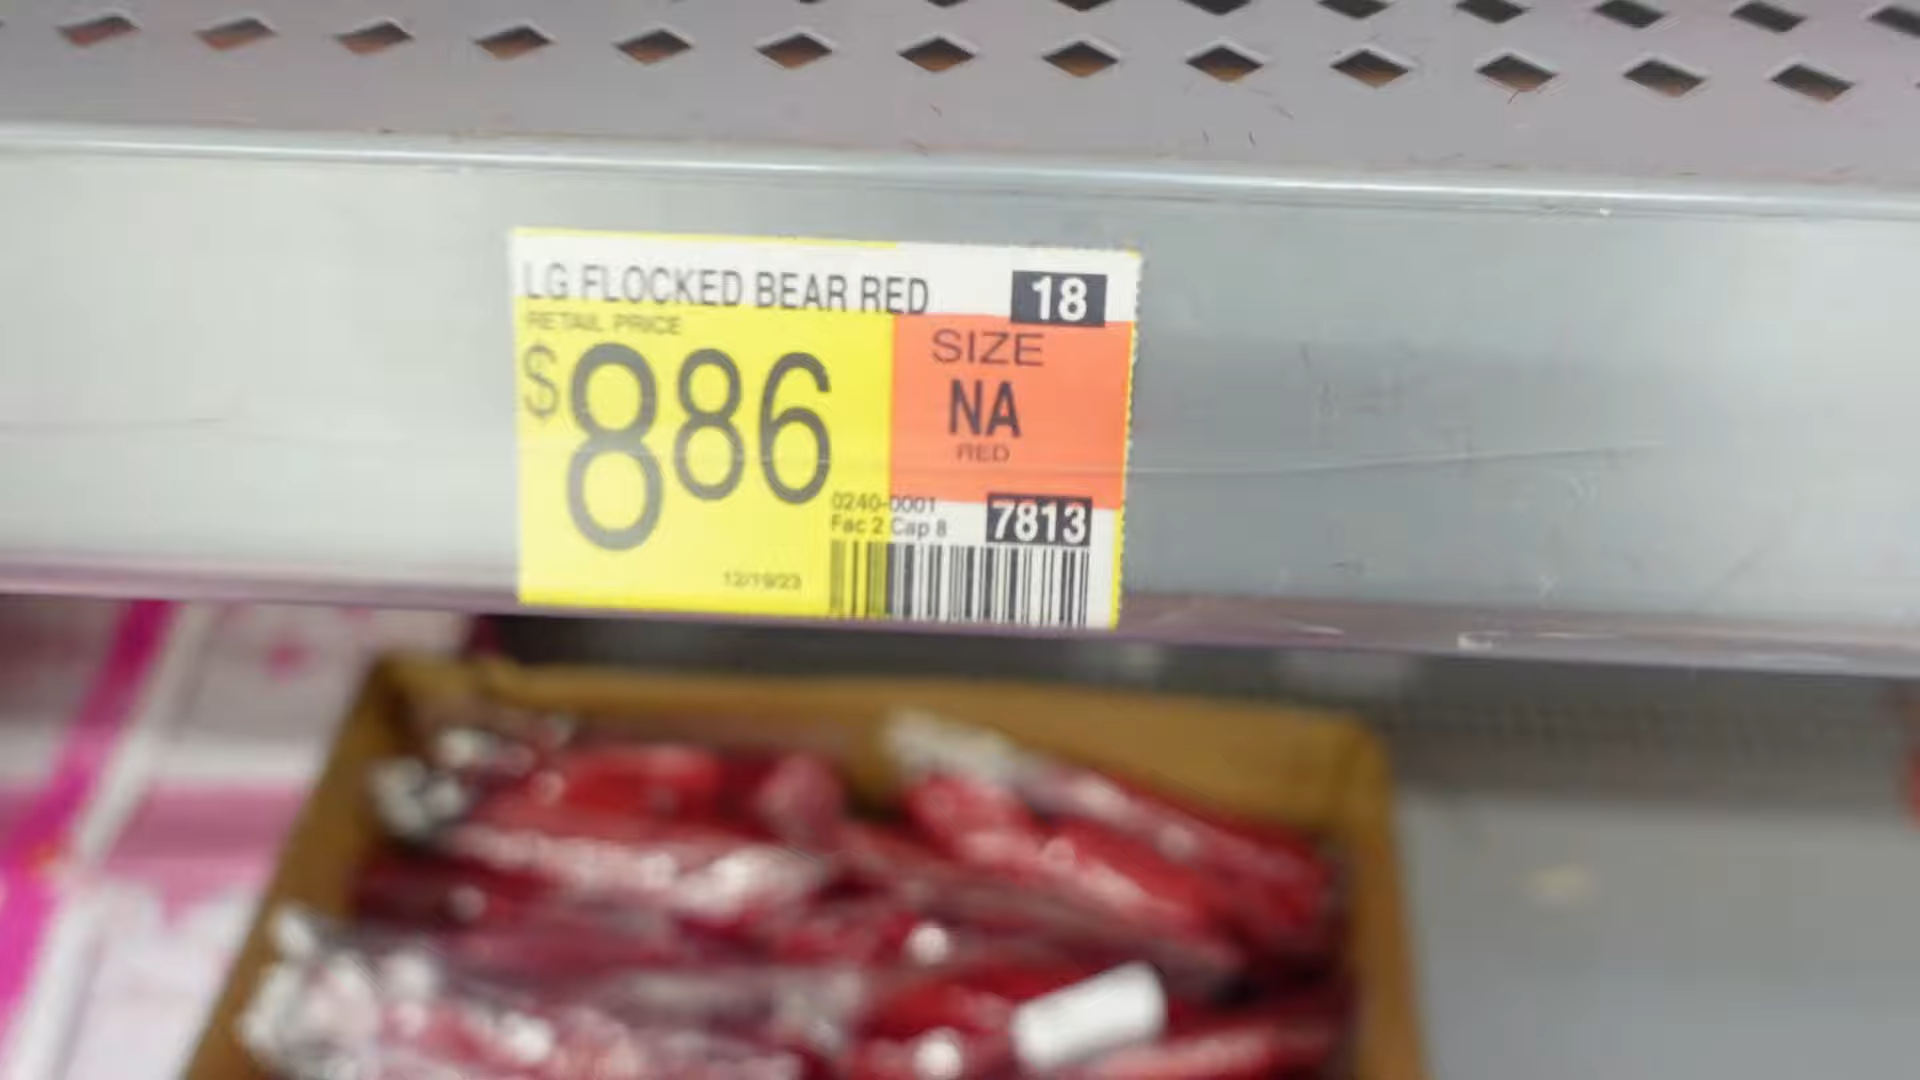 LG FLOCKED BEAR RED 18
RETAIL PRICE
$886
SIZE
NA
RED
0240-0001
Fac 2 Cap 8
7813
12/19/23